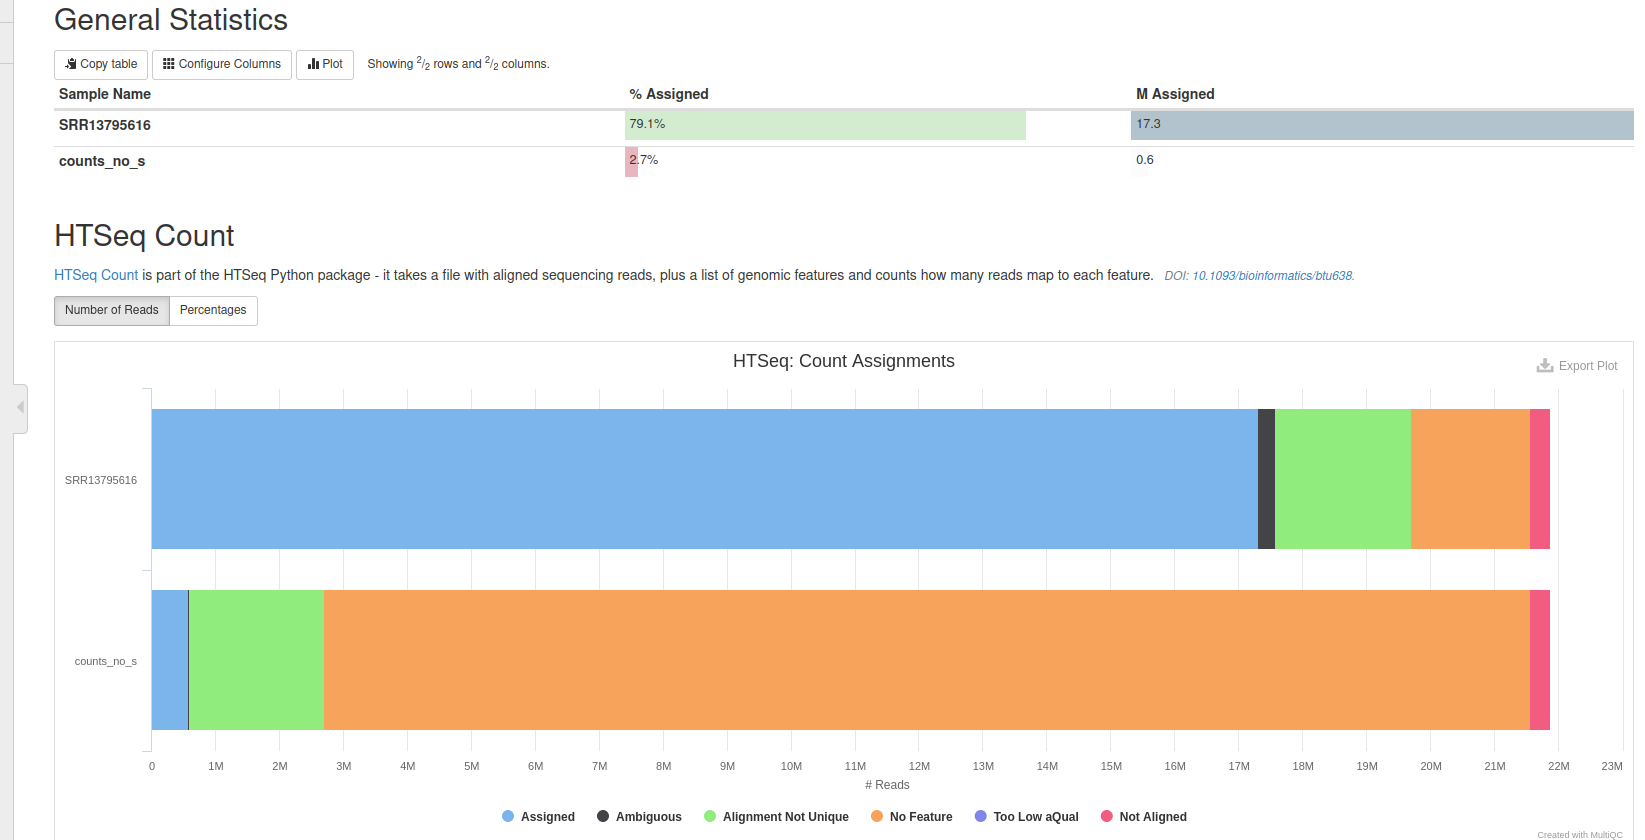 General Statistics
Copy table Configure Columns Plot Showing 2/2 rows and 2/2 columns.
Sample Name % Assigned M Assigned
SRR13795616 79.1% 17.3
counts_no_s 2.7% 0.6
HTSeq Count
HTSeq Count is part of the HTSeq Python package - it takes a file with aligned sequencing reads, plus a list of genomic features and counts how many reads map to each feature. DOI: 10.1093/bioinformatics/btu638.
Number of Reads Percentages
HTSeq: Count Assignments
Export Plot
SRR13795616
counts_no_s
0 1M 2M 3M 4M 5M 6M 7M 8M 9M 10M 11M 12M 13M 14M 15M 16M 17M 18M 19M 20M 21M 22M 23M
# Reads
Assigned Ambiguous Alignment Not Unique No Feature Too Low aQual Not Aligned
Created with MultiQC